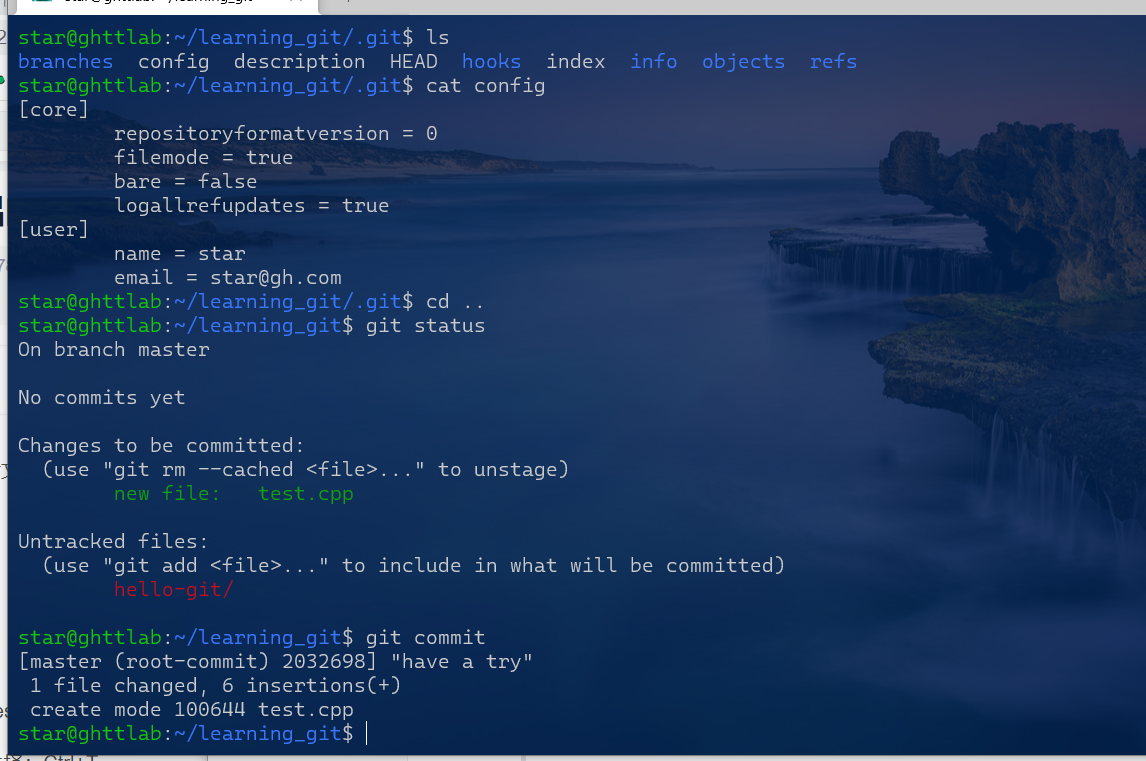 star@ghttlab:~/learning_git/.git$ ls
branches  config  description  HEAD  hooks  index  info  objects  refs
star@ghttlab:~/learning_git/.git$ cat config
[core]
        repositoryformatversion = 0
        filemode = true
        bare = false
        logallrefupdates = true
[user]
        name = star
        email = star@gh.com
star@ghttlab:~/learning_git/.git$ cd ..
star@ghttlab:~/learning_git$ git status
On branch master
No commits yet
Changes to be committed:
  (use "git rm --cached <file>..." to unstage)
        new file:   test.cpp
Untracked files:
  (use "git add <file>..." to include in what will be committed)
        hello-git/
star@ghttlab:~/learning_git$ git commit
[master (root-commit) 2032698] "have a try"
 1 file changed, 6 insertions(+)
 create mode 100644 test.cpp
star@ghttlab:~/learning_git$